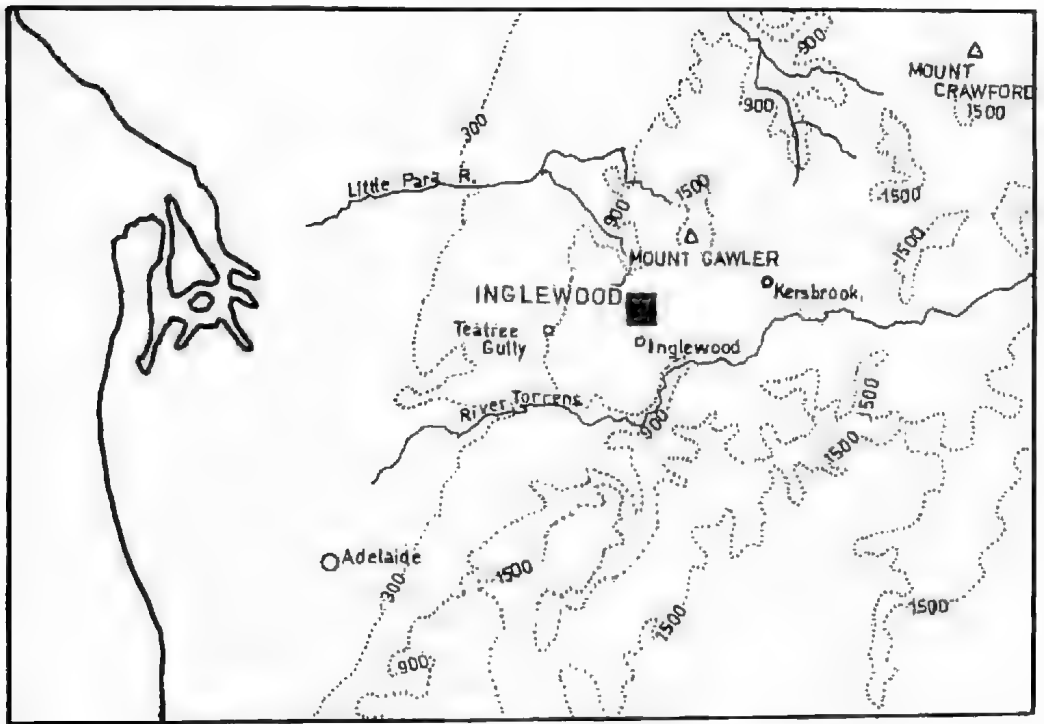 900
MOUNT
CRAWFORD
1500
300
900
Little Para R.
900
1500
1500
MOUNT GAWLER
1500
INGLEWOOD
Kersbrook.
Teatree
Gully
Inglewood
1500
River Torrens
900
1500
Adelaide
1500
300
1500
1500
900